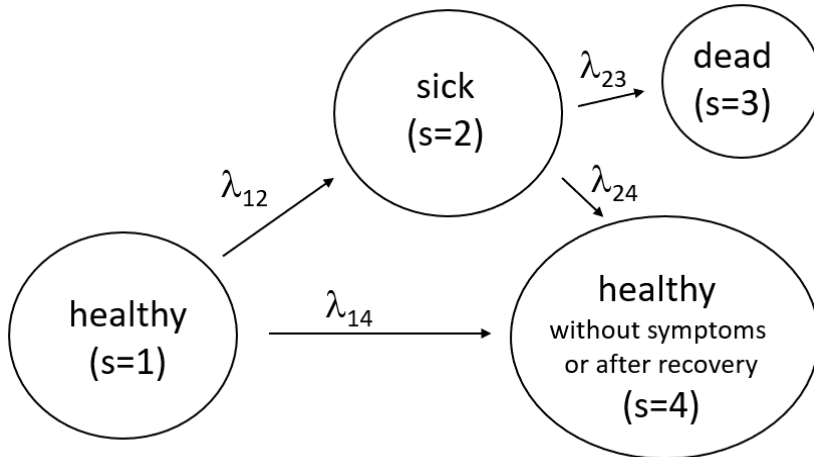 sick
(s=2)
λ23
dead
(s=3)
λ12
λ24
healthy
(s=1)
λ14
healthy
without symptoms
or after recovery
(s=4)